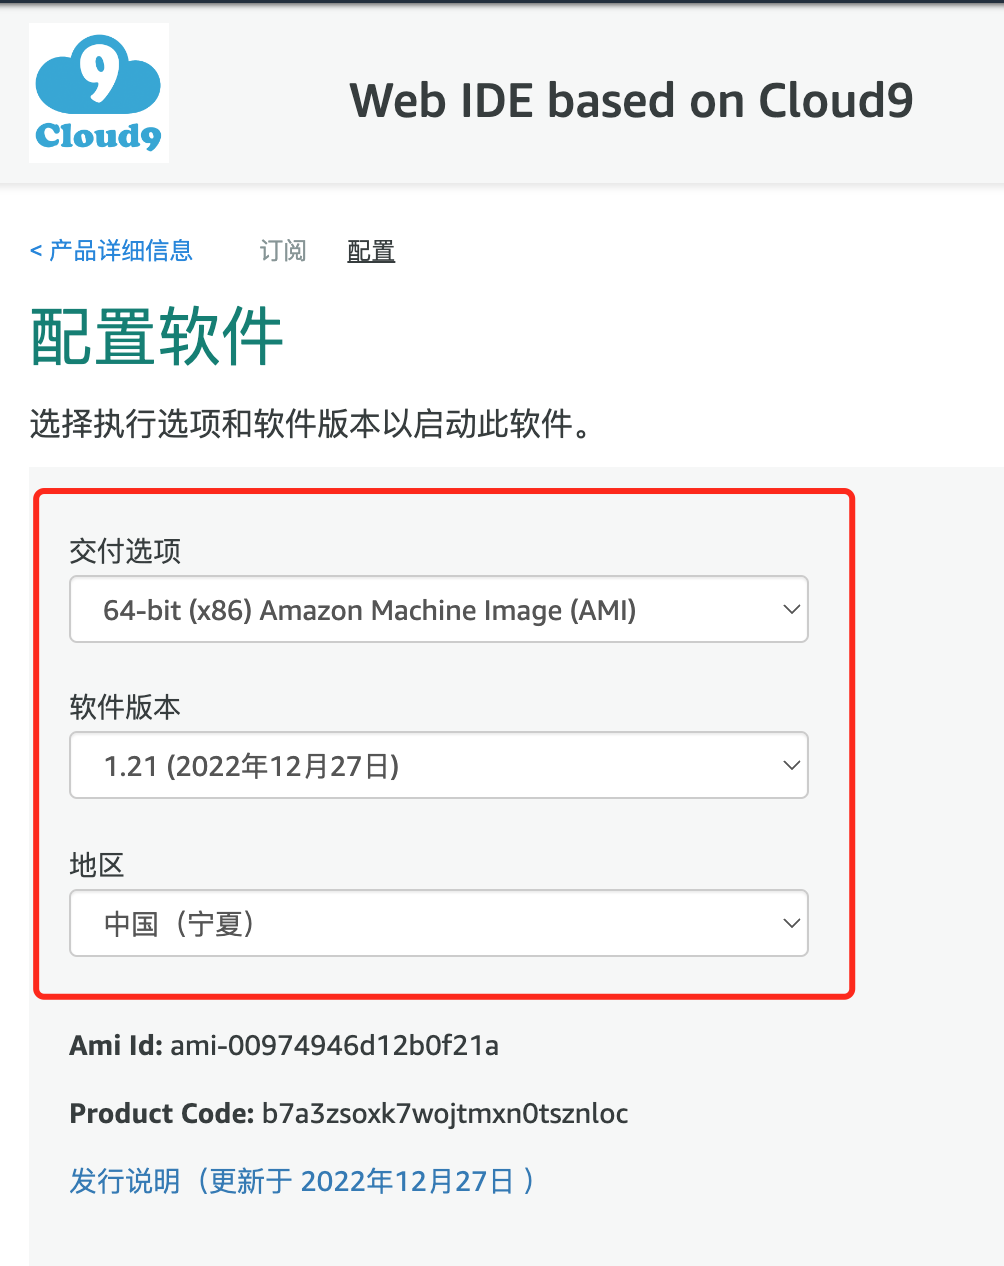 9
Cloud9
Web IDE based on Cloud9
< 产品详细信息 订阅 配置
配置软件
选择执行选项和软件版本以启动此软件。
交付选项
64-bit (x86) Amazon Machine Image (AMI)
软件版本
1.21 (2022年12月27日)
地区
中国（宁夏）
Ami Id: ami-00974946d12b0f21a
Product Code: b7a3zsoxk7wojtmxn0tsznloc
发行说明（更新于 2022年12月27日 ）